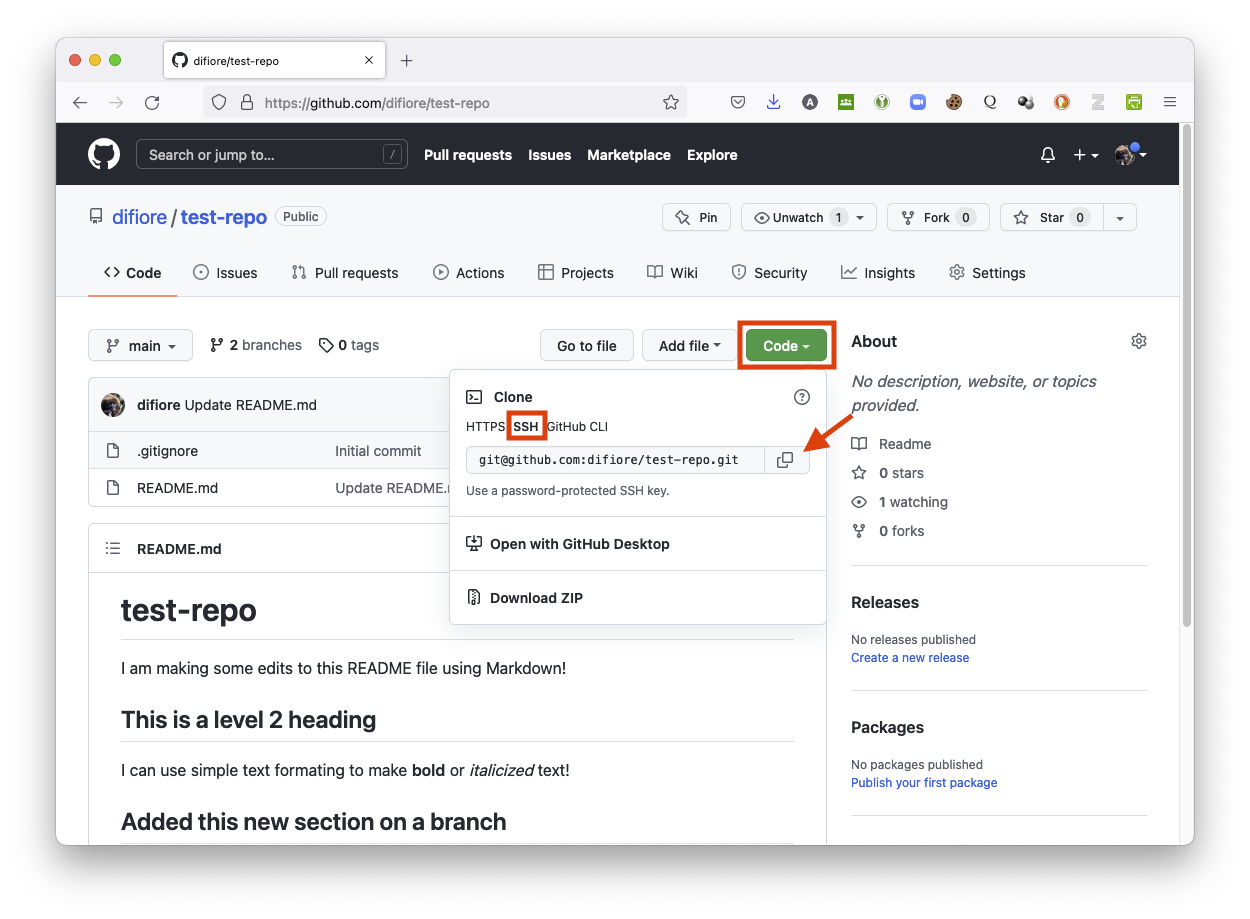 difiore/test-repo
https://github.com/difiore/test-repo
Search or jump to… /
Pull requests Issues Marketplace Explore
difiore / test-repo Public
Pin Unwatch 1 Fork 0 Star 0
Code Issues Pull requests Actions Projects Wiki Security Insights Settings
main 2 branches 0 tags Go to file Add file Code
difiore Update README.md
.gitignore Initial commit
README.md Update README.
Clone
HTTPS SSH GitHub CLI
git@github.com:difiore/test-repo.git
Use a password-protected SSH key.
Open with GitHub Desktop
Download ZIP
README.md
test-repo
I am making some edits to this README file using Markdown!
This is a level 2 heading
I can use simple text formating to make bold or italicized text!
Added this new section on a branch
About
No description, website, or topics
provided.
Readme
0 stars
1 watching
0 forks
Releases
No releases published
Create a new release
Packages
No packages published
Publish your first package